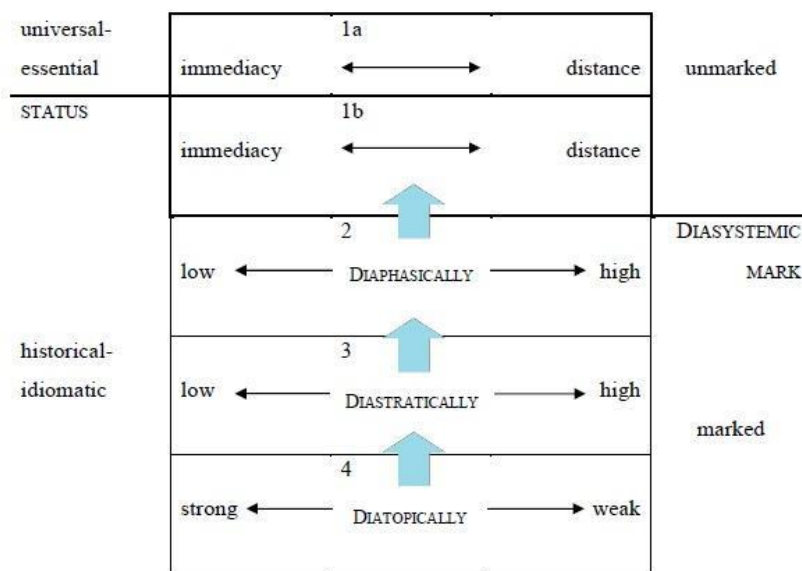 universal-
essential
1a
immediacy
distance
unmarked
STATUS
1b
immediacy
distance
2
DIASYSTEMIC
MARK
low
DIAPHASICALLY
high
historical-
idiomatic
3
low
DIASTRATICALLY
high
marked
4
strong
DIATOPICALLY
weak